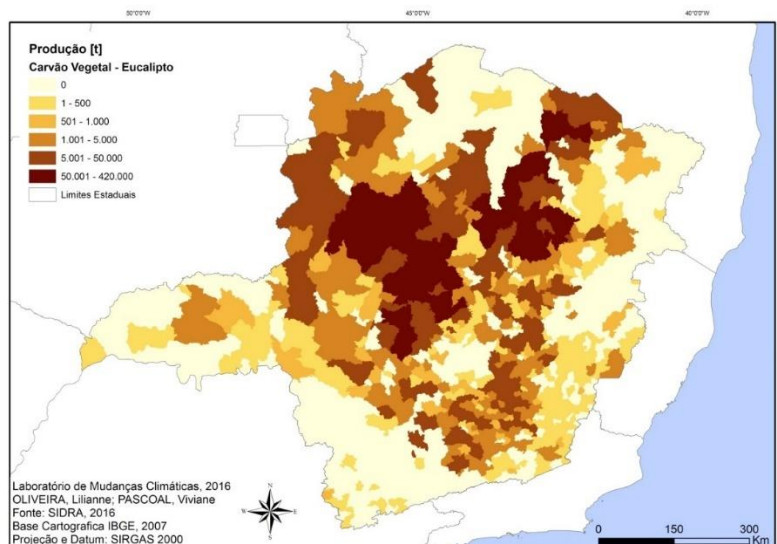 50°0'0"W
45°0'0"W
40°0'0"W
Produção [t]
Carvão Vegetal - Eucalipto
0
1 - 500
501 - 1.000
1.001 - 5.000
5.001 - 50.000
50.001 - 420.000
Limites Estaduais
Laboratório de Mudanças Climáticas, 2016
OLIVEIRA, Lilianne; PASCOAL, Viviane
Fonte: SIDRA, 2016
Base Cartografica IBGE, 2007
Projeção e Datum: SIRGAS 2000
N
W
E
S
0 150 300
Km